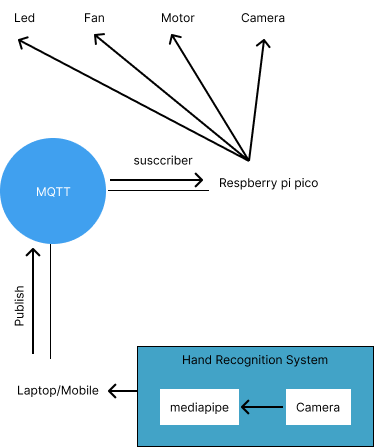 Led
Fan
Motor
Camera
susccriber
MQTT
Respberry pi pico
Publish
Hand Recognition System
Laptop/Mobile
mediapipe
Camera